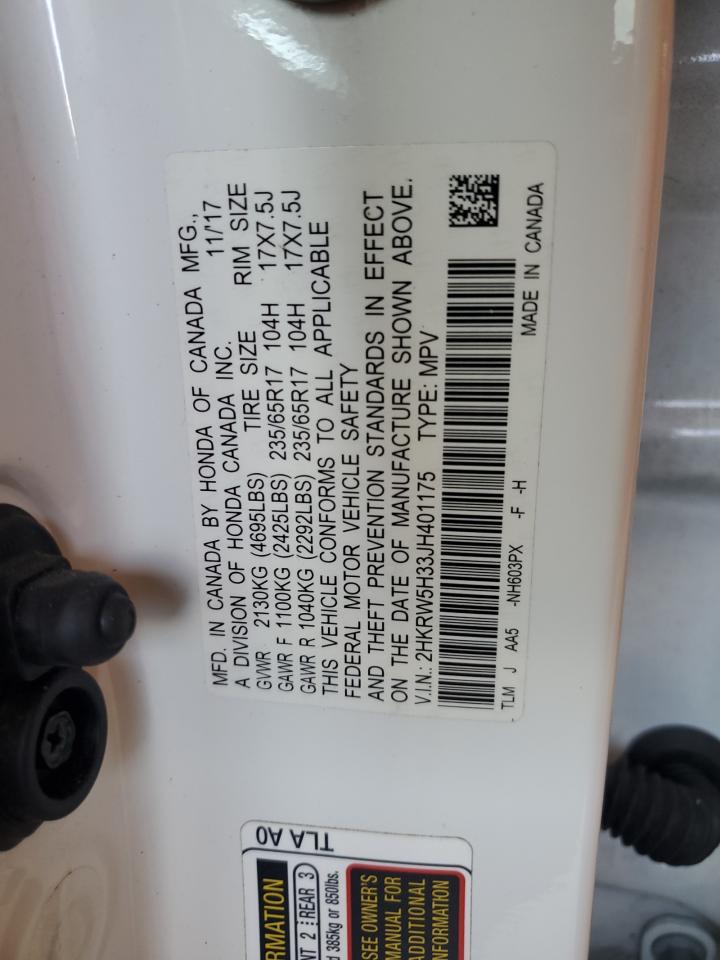 MFD. IN CANADA BY HONDA OF CANADA MFG.,
A DIVISION OF HONDA CANADA INC. 11/'17
GVWR 2130KG (4695LBS) TIRE SIZE RIM SIZE
GAWR F 1100KG (2425LBS) 235/65R17 104H 17X7.5J
GAWR R 1040KG (2292LBS) 235/65R17 104H 17X7.5J
THIS VEHICLE CONFORMS TO ALL APPLICABLE
FEDERAL MOTOR VEHICLE SAFETY
AND THEFT PREVENTION STANDARDS IN EFFECT
ON THE DATE OF MANUFACTURE SHOWN ABOVE.
V.I.N.: 2HKRW5H33JH401175 TYPE: MPV
TLM J AA5 -NH603PX -F -H MADE IN CANADA
TLA A0
REAR 3
2
385kg or 850lbs.
SEE OWNER'S
MANUAL FOR
ADDITIONAL
INFORMATION